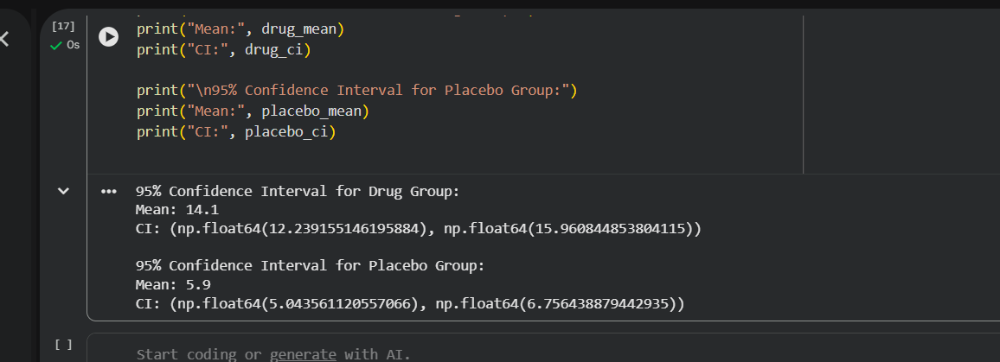 [17]
0s
print("Mean:", drug_mean)
print("CI:", drug_ci)
print("\n95% Confidence Interval for Placebo Group:")
print("Mean:", placebo_mean)
print("CI:", placebo_ci)
95% Confidence Interval for Drug Group:
Mean: 14.1
CI: (np.float64(12.239155146195884), np.float64(15.960844853804115))
95% Confidence Interval for Placebo Group:
Mean: 5.9
CI: (np.float64(5.043561120557066), np.float64(6.756438879442935))
[ ]
Start coding or generate with AI.